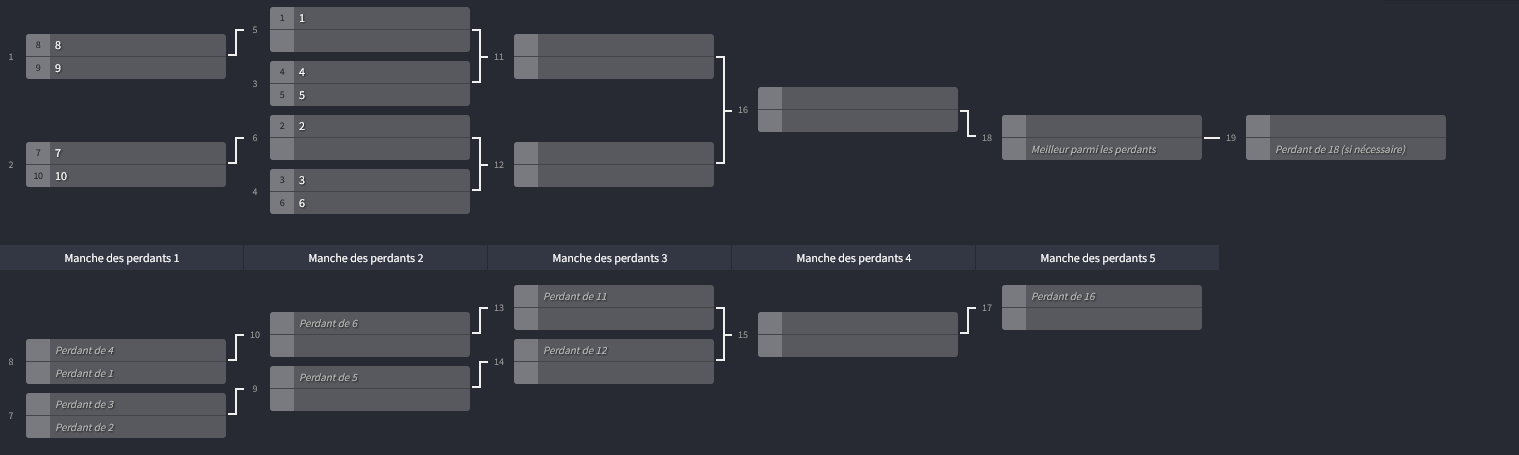 1
8 8
9 9
2
7 7
10 10
5
1 1
3
4 4
5 5
6
2 2
4
3 3
6 6
11
12
16
18
Meilleur parmi les perdants
19
Perdant de 18 (si nécessaire)
Manche des perdants 1
Manche des perdants 2
Manche des perdants 3
Manche des perdants 4
Manche des perdants 5
8
Perdant de 4
Perdant de 1
7
Perdant de 3
Perdant de 2
10
Perdant de 6
9
Perdant de 5
13
Perdant de 11
14
Perdant de 12
15
17
Perdant de 16